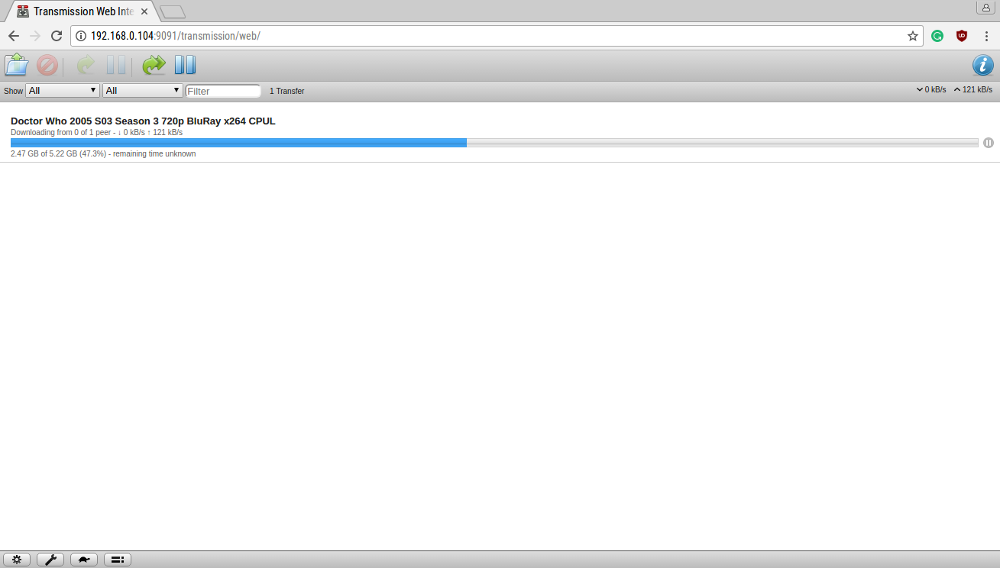 Transmission Web Inte
192.168.0.104:9091/transmission/web/
Show All All Filter 1 Transfer 0 kB/s 121 kB/s
Doctor Who 2005 S03 Season 3 720p BluRay x264 CPUL
Downloading from 0 of 1 peer - ↓ 0 kB/s ↑ 121 kB/s
2.47 GB of 5.22 GB (47.3%) - remaining time unknown